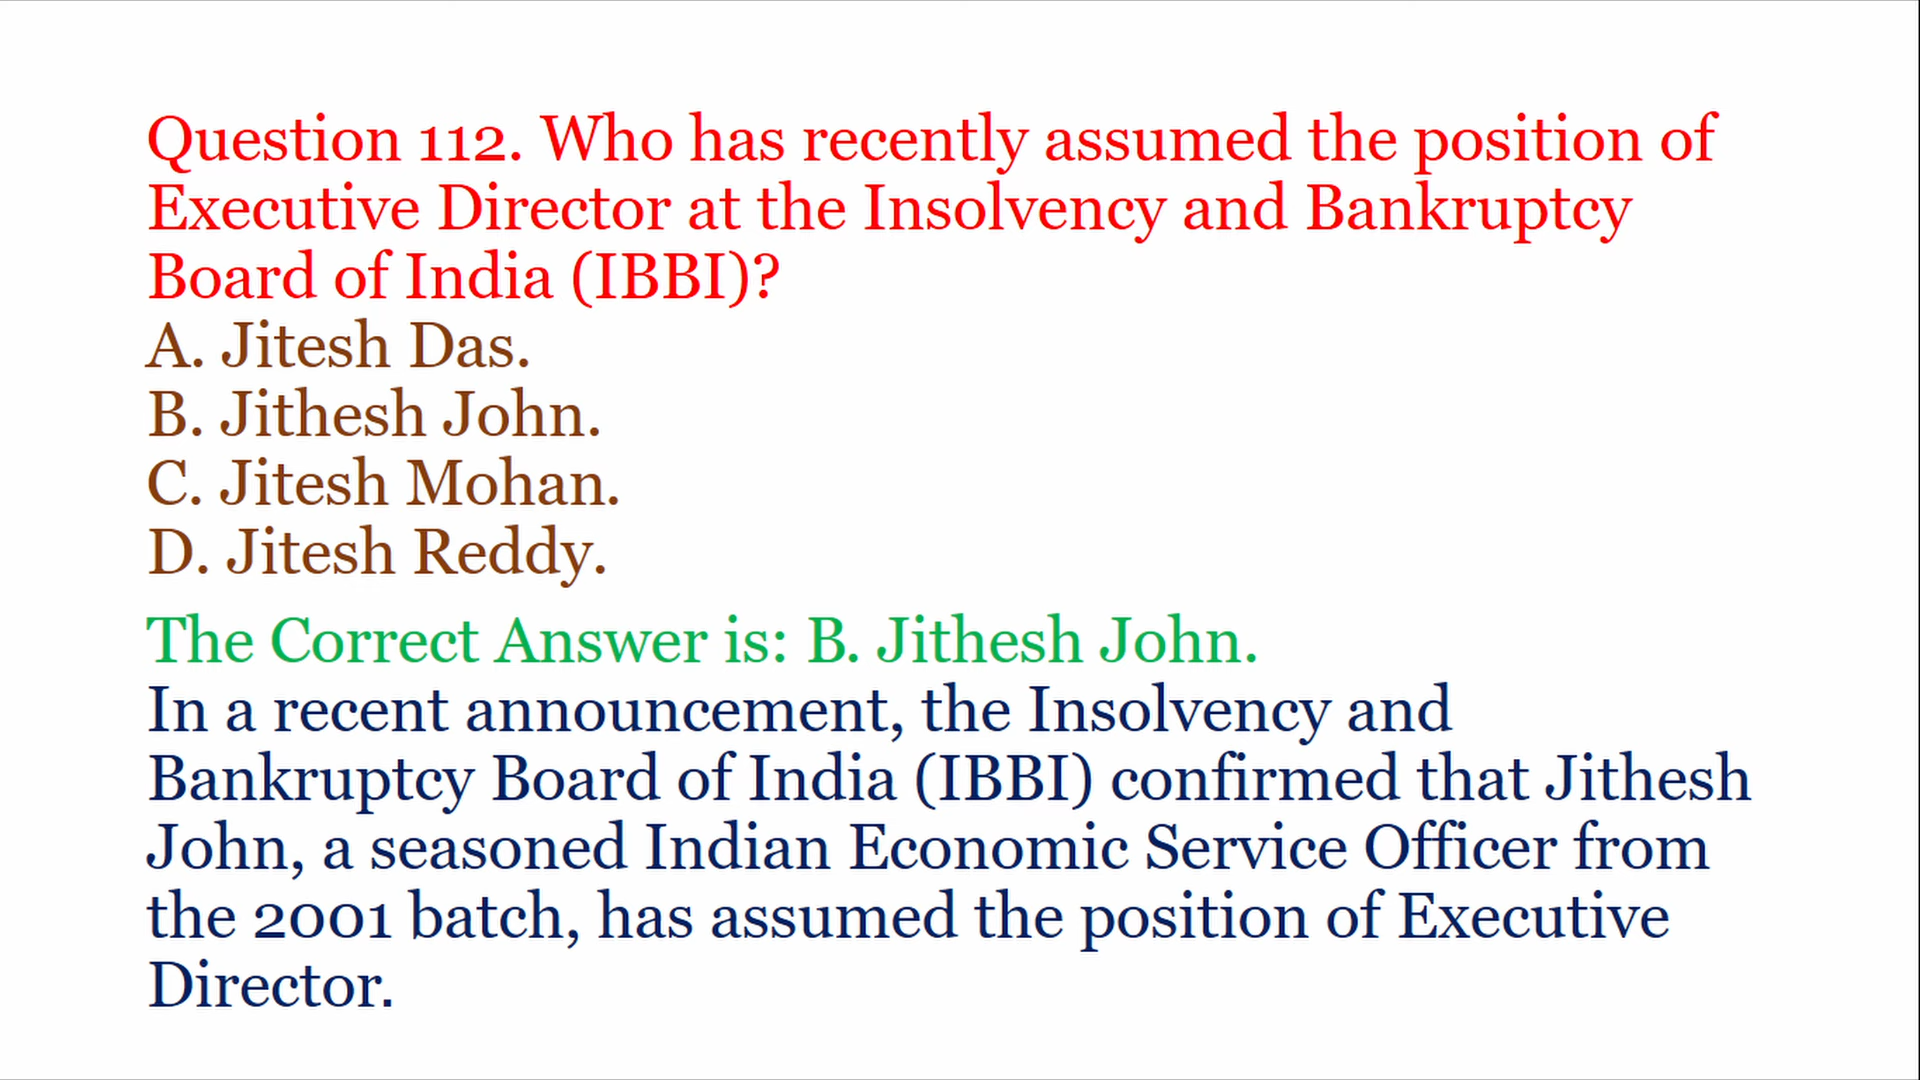 Question 112. Who has recently assumed the position of
Executive Director at the Insolvency and Bankruptcy
Board of India (IBBI)?
A. Jitesh Das.
B. Jithesh John.
C. Jitesh Mohan.
D. Jitesh Reddy.
The Correct Answer is: B. Jithesh John.
In a recent announcement, the Insolvency and
Bankruptcy Board of India (IBBI) confirmed that Jithesh
John, a seasoned Indian Economic Service Officer from
the 2001 batch, has assumed the position of Executive
Director.